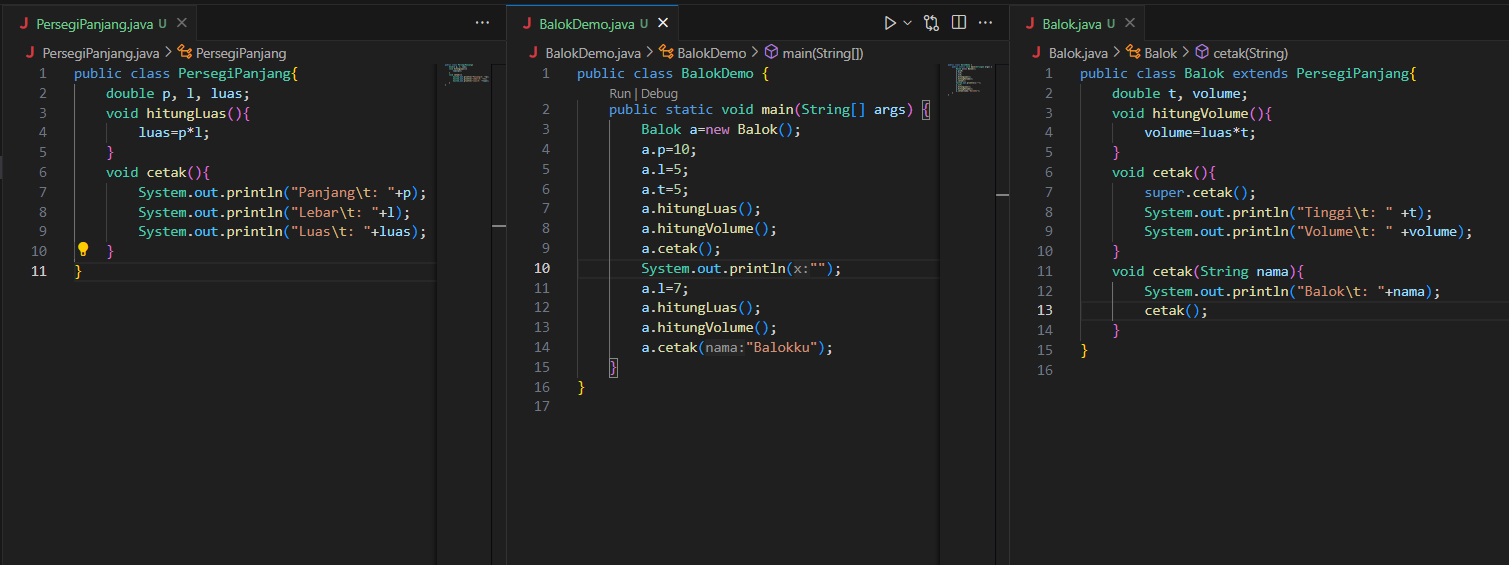 PersegiPanjang.java U
PersegiPanjang.java > PersegiPanjang
1 public class PersegiPanjang{
2 double p, l, luas;
3 void hitungLuas(){
4 luas=p*l;
5 }
6 void cetak(){
7 System.out.println("Panjang\t: "+p);
8 System.out.println("Lebar\t: "+l);
9 System.out.println("Luas\t: "+luas);
10 }
11 }
BalokDemo.java U
BalokDemo.java > BalokDemo > main(String[])
1 public class BalokDemo {
Run | Debug
2 public static void main(String[] args) {
3 Balok a=new Balok();
4 a.p=10;
5 a.l=5;
6 a.t=5;
7 a.hitungLuas();
8 a.hitungVolume();
9 a.cetak();
10 System.out.println(x:"");
11 a.l=7;
12 a.hitungLuas();
13 a.hitungVolume();
14 a.cetak(nama:"Balokku");
15 }
16 }
17
Balok.java U
Balok.java > Balok > cetak(String)
1 public class Balok extends PersegiPanjang{
2 double t, volume;
3 void hitungVolume(){
4 volume=luas*t;
5 }
6 void cetak(){
7 super.cetak();
8 System.out.println("Tinggi\t: " +t);
9 System.out.println("Volume\t: " +volume);
10 }
11 void cetak(String nama){
12 System.out.println("Balok\t: "+nama);
13 cetak();
14 }
15 }
16